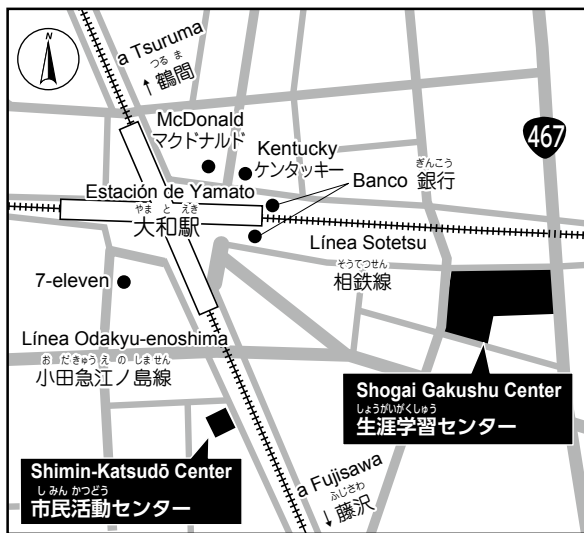 N
a Tsuruma
つる ま
↑鶴間
McDonald
マクドナルド
Kentucky
ケンタッキー
467
Banco 銀行
ぎんこう
Estación de Yamato
やま と えき
大和駅
Línea Sotetsu
そうてつせん
相鉄線
7-eleven
Línea Odakyu-enoshima
お だきゅう え の しま せん
小田急江ノ島線
Shogai Gakushu Center
しょうがいがくしゅう
生涯学習センター
Shimin-Katsudō Center
し みん かつどう
市民活動センター
a Fujisawa
ふじさわ
↓藤沢